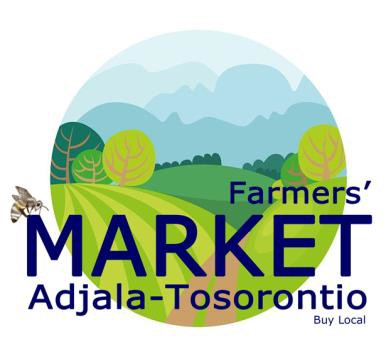 Farmers’
MARKET
Adjala-Tosorontio
Buy Local